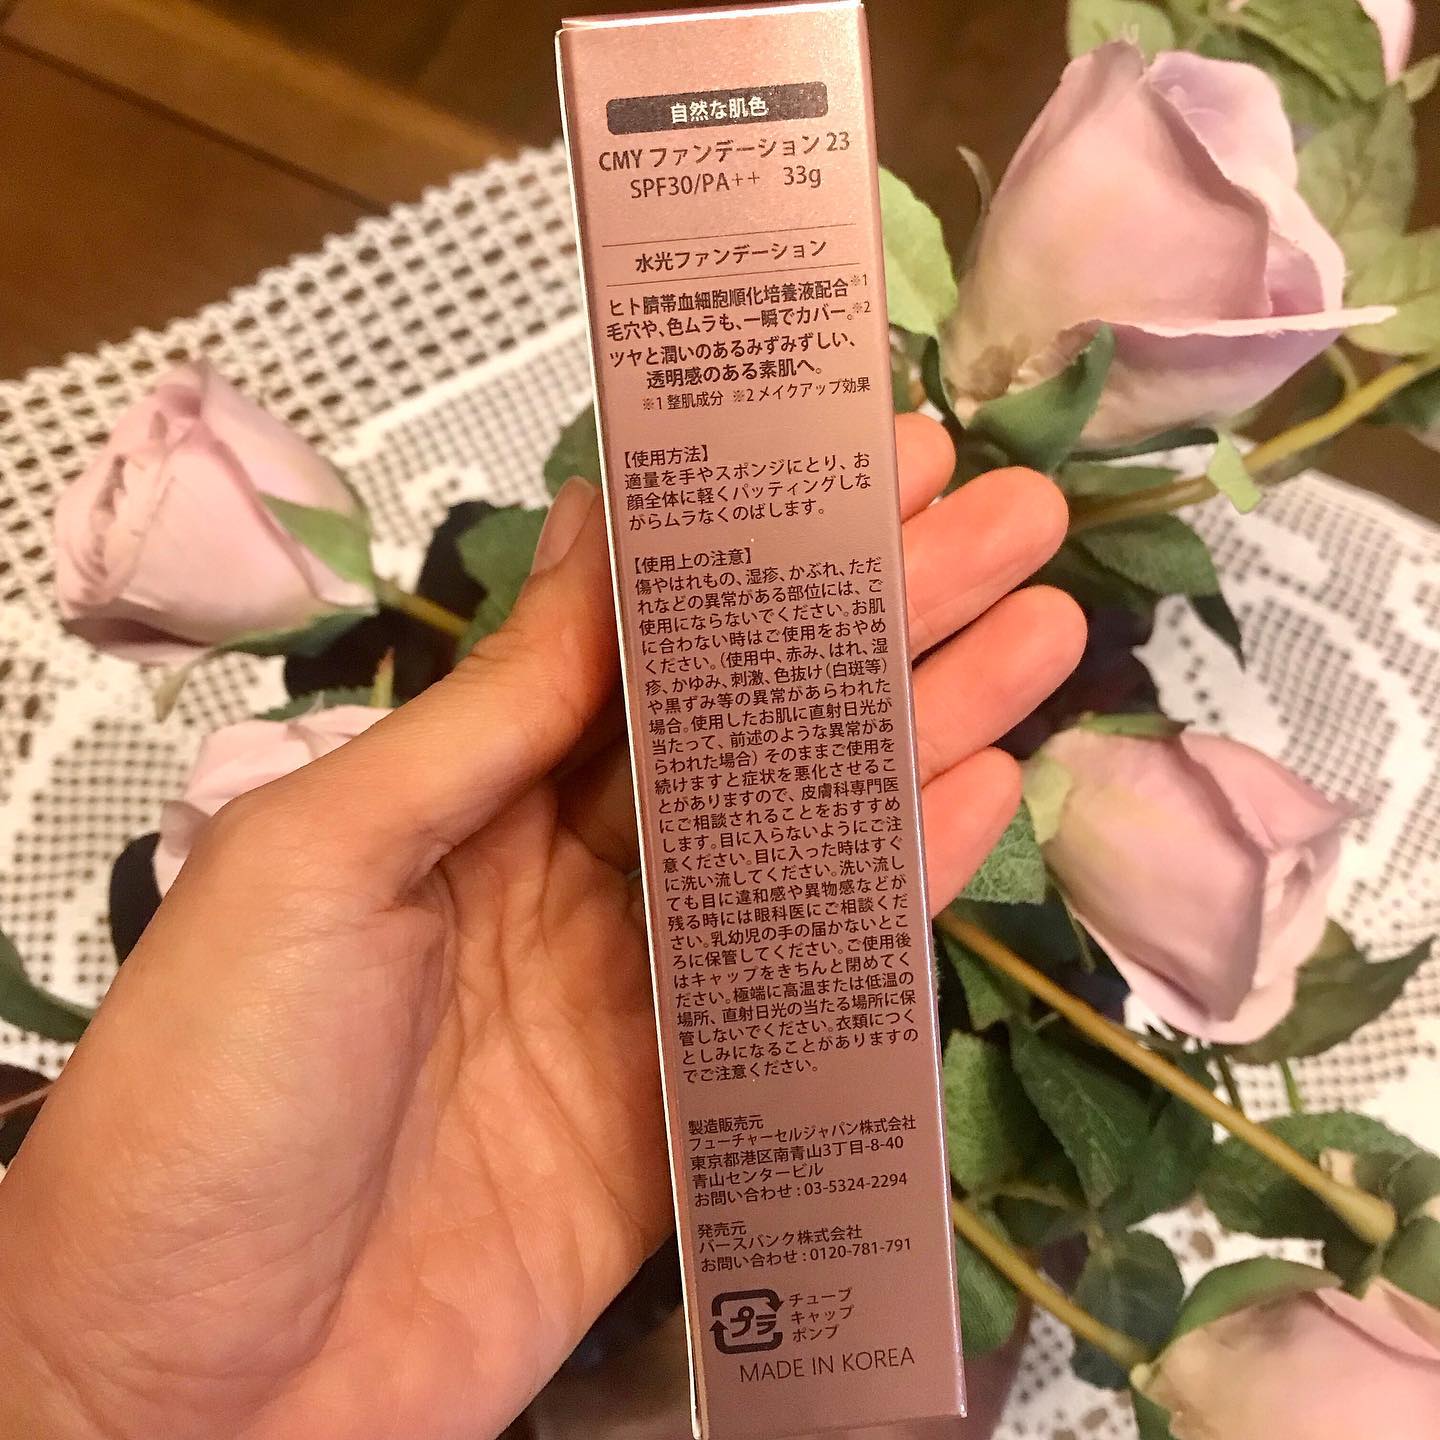 自然な肌色
CMY ファンデーション 23
SPF30/PA++ 33g
水光ファンデーション
ヒト臍帯血細胞順化培養液配合※1
毛穴や、色ムラも、一瞬でカバー。※2
ツヤと潤いのあるみずみずしい、
透明感のある素肌へ。
※1 整肌成分 ※2 メイクアップ効果
【使用方法】
適量を手やスポンジにとり、お
顔全体に軽くパッティングしな
がらムラなくのばします。
【使用上の注意】
傷やはれもの、湿疹、かぶれ、ただ
れなどの異常がある部位には、ご
使用にならないでください。お肌
に合わない時はご使用をおやめ
ください。（使用中、赤み、はれ、湿
疹、かゆみ、刺激、色抜け（白斑等）
や黒ずみ等の異常があらわれた
場合。使用したお肌に直射日光が
当たって、前述のような異常があ
らわれた場合）そのままご使用を
続けますと症状を悪化させるこ
とがありますので、皮膚科専門医
にご相談されることをおすすめ
します。目に入らないようにご注
意ください。目に入った時はすぐ
に洗い流してください。洗い流し
ても目に違和感や異物感などが
残る時には眼科医にご相談くだ
さい。乳幼児の手の届かないとこ
ろに保管してください。ご使用後
はキャップをきちんと閉めてく
ださい。極端に高温または低温の
場所、直射日光の当たる場所に保
管しないでください。衣類につく
としみになることがありますの
でご注意ください。
製造販売元
フューチャーセルジャパン株式会社
東京都港区南青山3丁目-8-40
青山センタービル
お問い合わせ : 03-5324-2294
発売元
バースバンク株式会社
お問い合わせ : 0120-781-791
プラ チューブ
キャップ
ポンプ
MADE IN KOREA